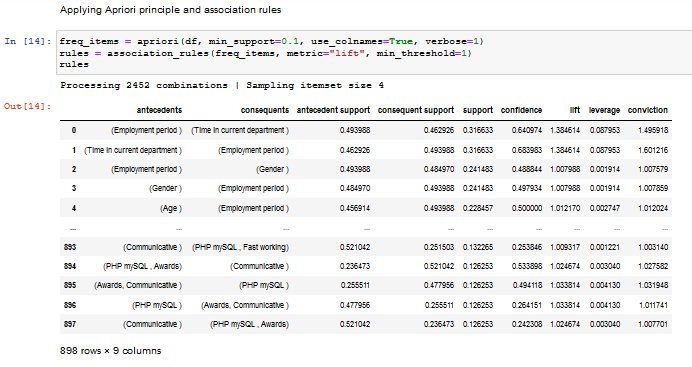 Applying Apriori principle and association rules
In [14]: freq_items = apriori(df, min_support=0.1, use_colnames=True, verbose=1)
rules = association_rules(freq_items, metric="lift", min_threshold=1)
rules
Processing 2452 combinations | Sampling itemset size 4
Out[14]:
antecedents consequents antecedent support consequent support support confidence lift leverage conviction
0 (Employment period ) (Time in current department ) 0.493988 0.462926 0.316633 0.640974 1.384614 0.087953 1.495918
1 (Time in current department ) (Employment period ) 0.462926 0.493988 0.316633 0.683983 1.384614 0.087953 1.601216
2 (Employment period ) (Gender ) 0.493988 0.484970 0.241483 0.488844 1.007988 0.001914 1.007579
3 (Gender ) (Employment period ) 0.484970 0.493988 0.241483 0.497934 1.007988 0.001914 1.007859
4 (Age ) (Employment period ) 0.456914 0.493988 0.228457 0.500000 1.012170 0.002747 1.012024
... ... ... ... ... ... ... ... ... ...
893 (Communicative ) (PHP mySQL , Fast working) 0.521042 0.251503 0.132265 0.253846 1.009317 0.001221 1.003140
894 (PHP mySQL , Awards) (Communicative ) 0.236473 0.521042 0.126253 0.533898 1.024674 0.003040 1.027582
895 (Awards, Communicative ) (PHP mySQL ) 0.255511 0.477956 0.126253 0.494118 1.033814 0.004130 1.031948
896 (PHP mySQL ) (Awards, Communicative ) 0.477956 0.255511 0.126253 0.264151 1.033814 0.004130 1.011741
897 (Communicative ) (PHP mySQL , Awards) 0.521042 0.236473 0.126253 0.242308 1.024674 0.003040 1.007701
898 rows × 9 columns